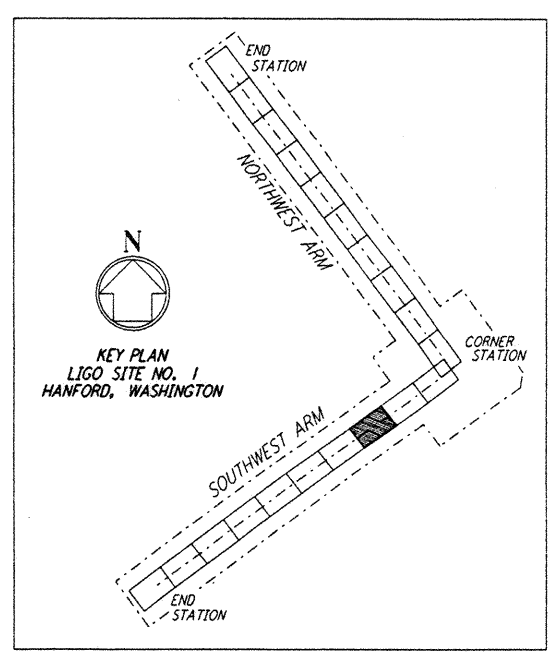 END
STATION
NORTHWEST ARM
N
KEY PLAN
LIGO SITE NO. 1
HANFORD, WASHINGTON
CORNER
STATION
SOUTHWEST ARM
END
STATION